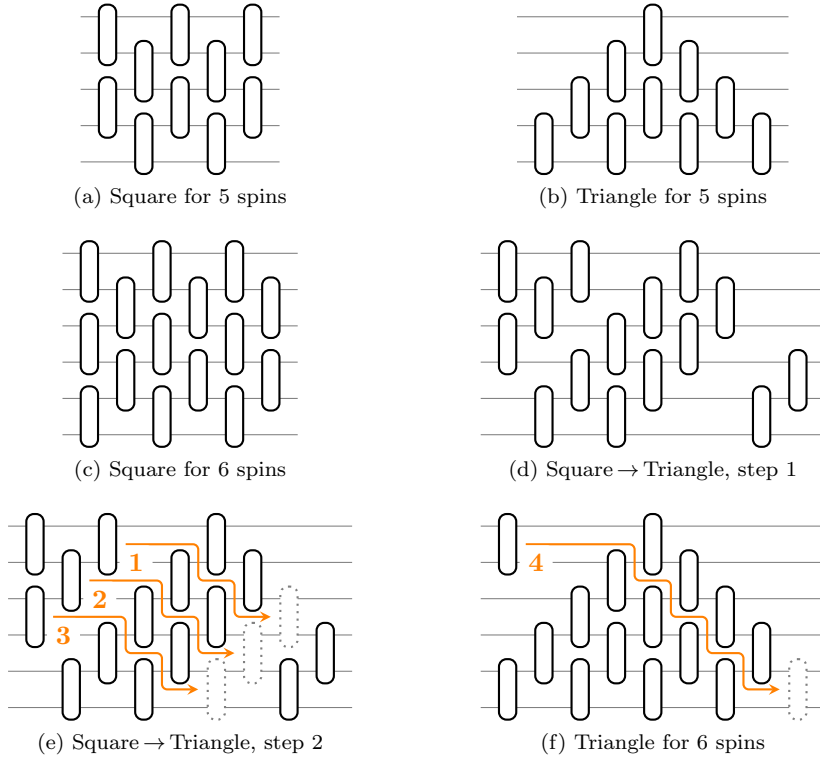 (a) Square for 5 spins
(b) Triangle for 5 spins
(c) Square for 6 spins
(d) Square → Triangle, step 1
1
2
3
4
(e) Square → Triangle, step 2
(f) Triangle for 6 spins